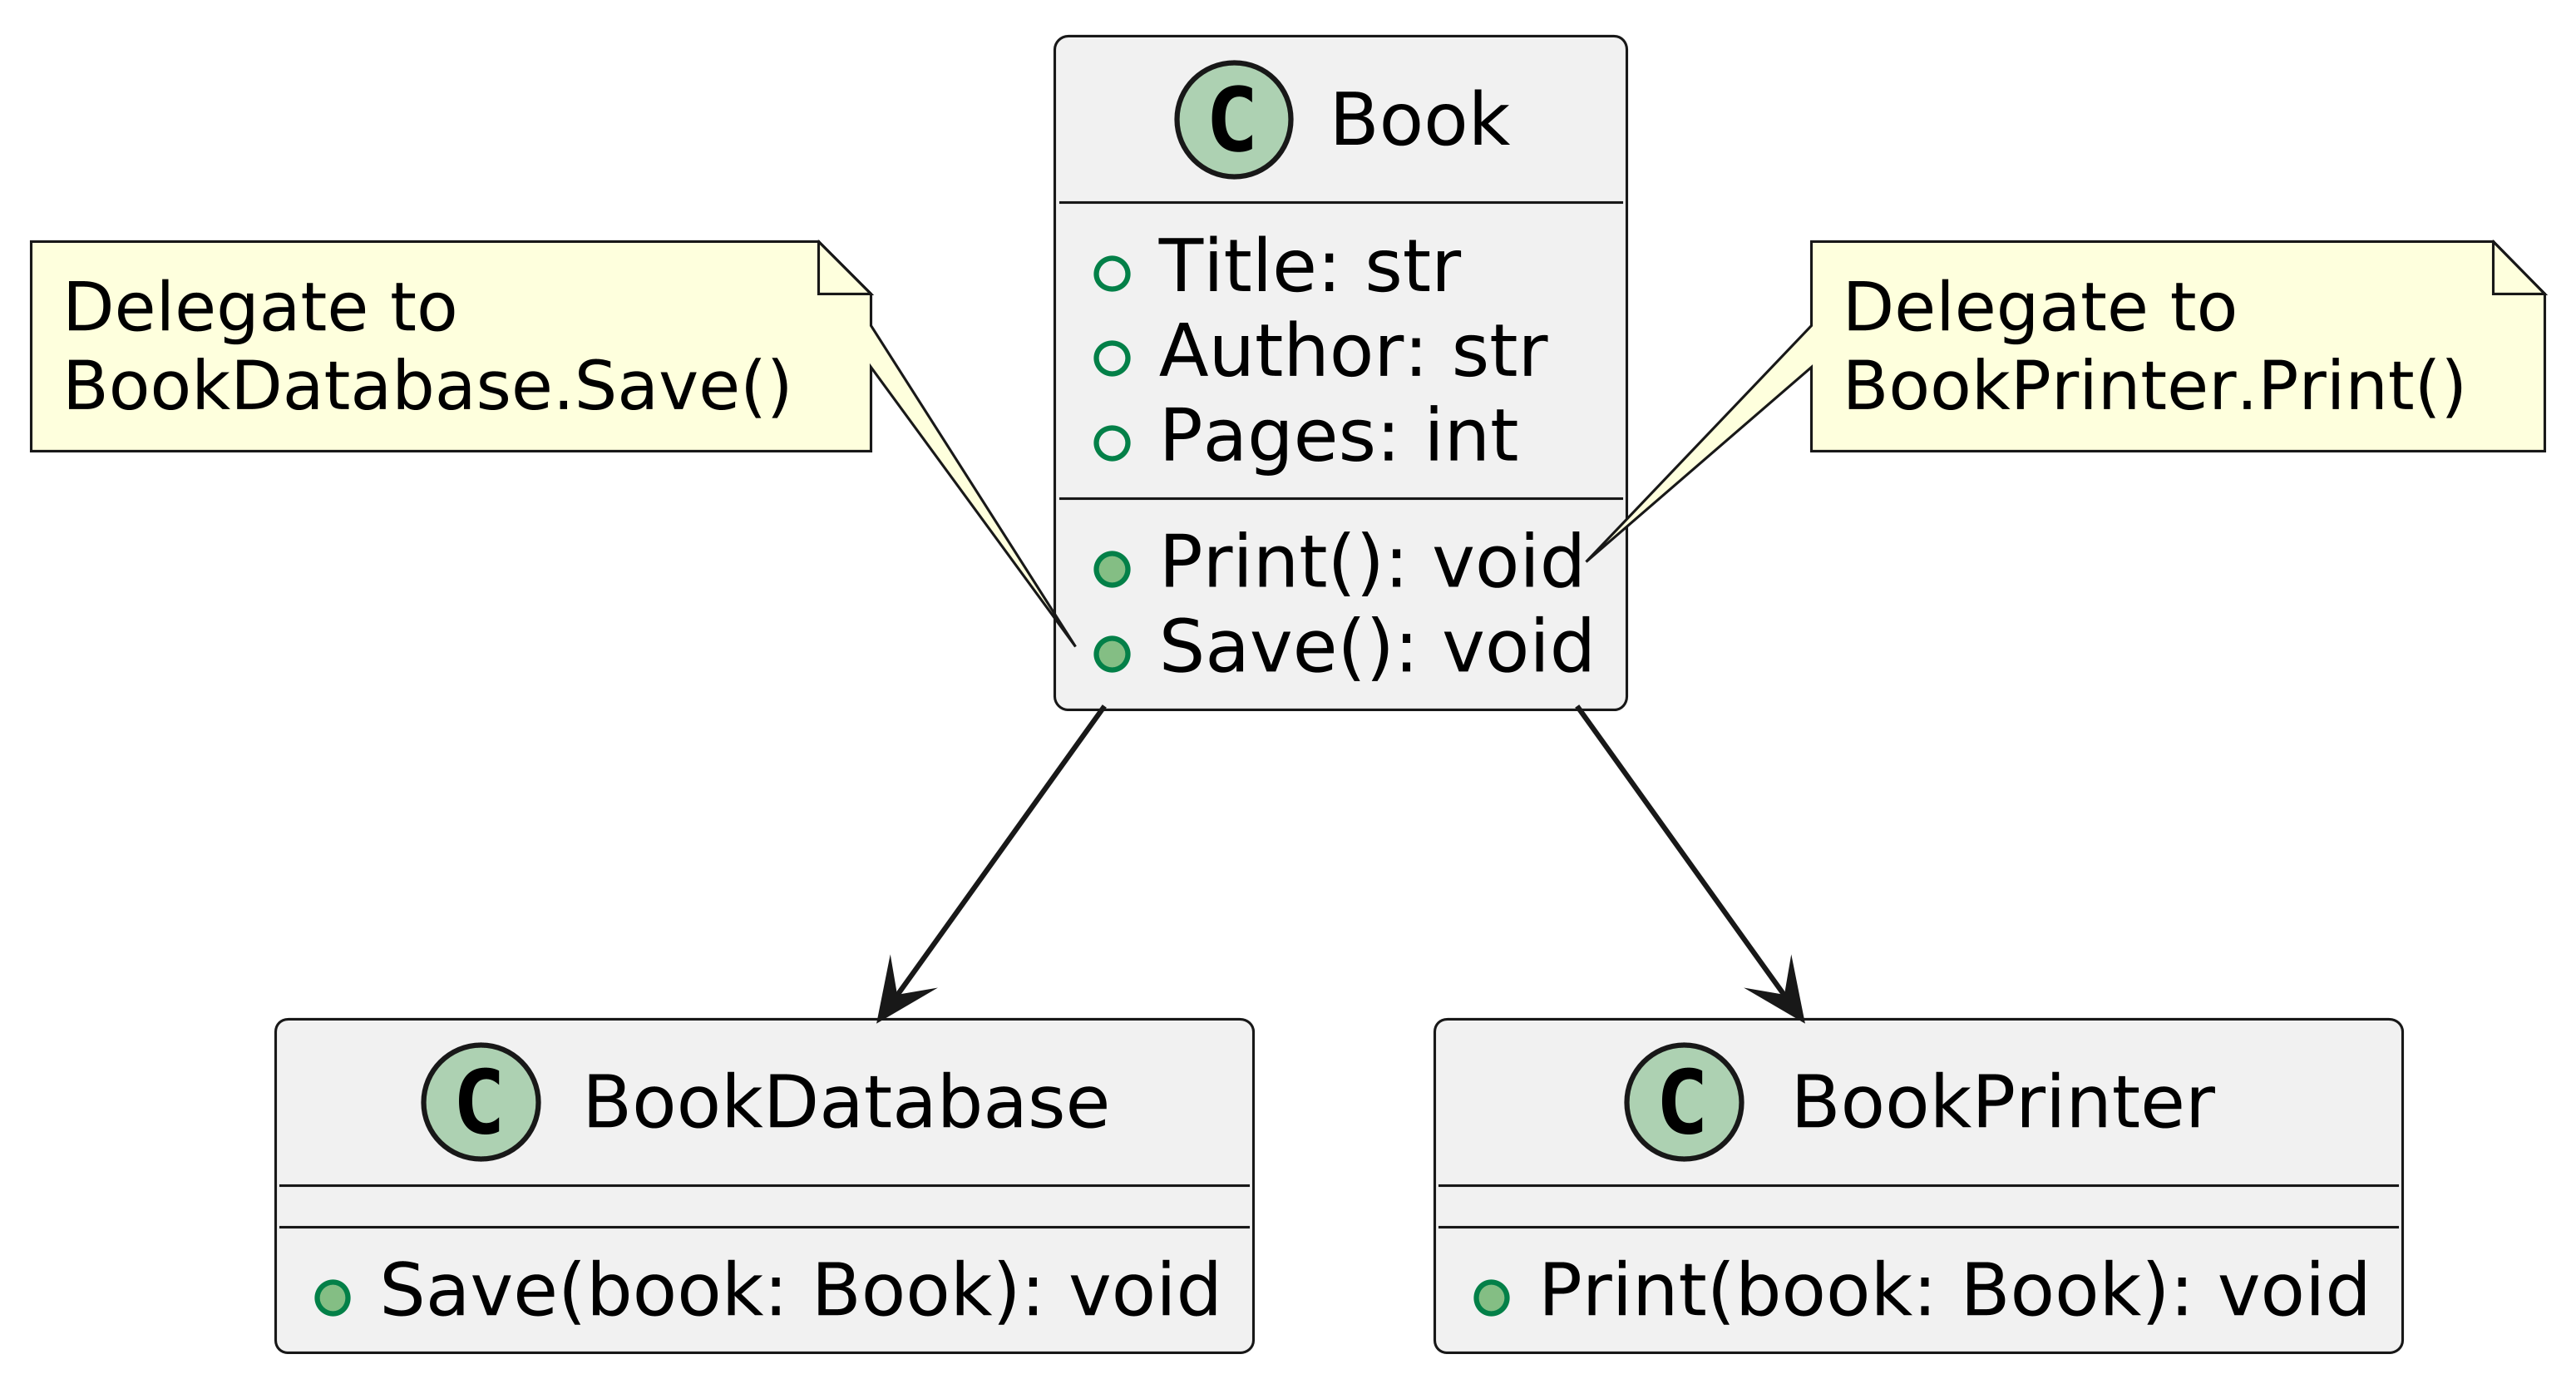 C Book
Title: str
Author: str
Pages: int
Print(): void
Save(): void
Delegate to
BookDatabase.Save()
Delegate to
BookPrinter.Print()
C BookDatabase
Save(book: Book): void
C BookPrinter
Print(book: Book): void